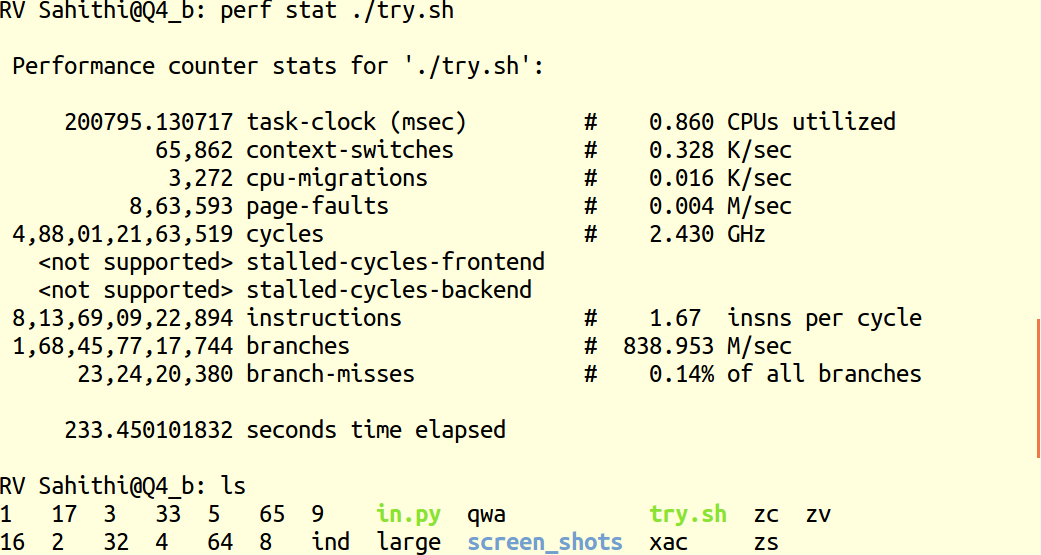 RV Sahithi@Q4_b: perf stat ./try.sh
Performance counter stats for './try.sh':
200795.130717 task-clock (msec) # 0.860 CPUs utilized
65,862 context-switches # 0.328 K/sec
3,272 cpu-migrations # 0.016 K/sec
8,63,593 page-faults # 0.004 M/sec
4,88,01,21,63,519 cycles # 2.430 GHz
<not supported> stalled-cycles-frontend
<not supported> stalled-cycles-backend
8,13,69,09,22,894 instructions # 1.67 insns per cycle
1,68,45,77,17,744 branches # 838.953 M/sec
23,24,20,380 branch-misses # 0.14% of all branches
233.450101832 seconds time elapsed
RV Sahithi@Q4_b: ls
1 17 3 33 5 65 9 in.py qwa try.sh zc zv
16 2 32 4 64 8 ind large screen_shots xac zs